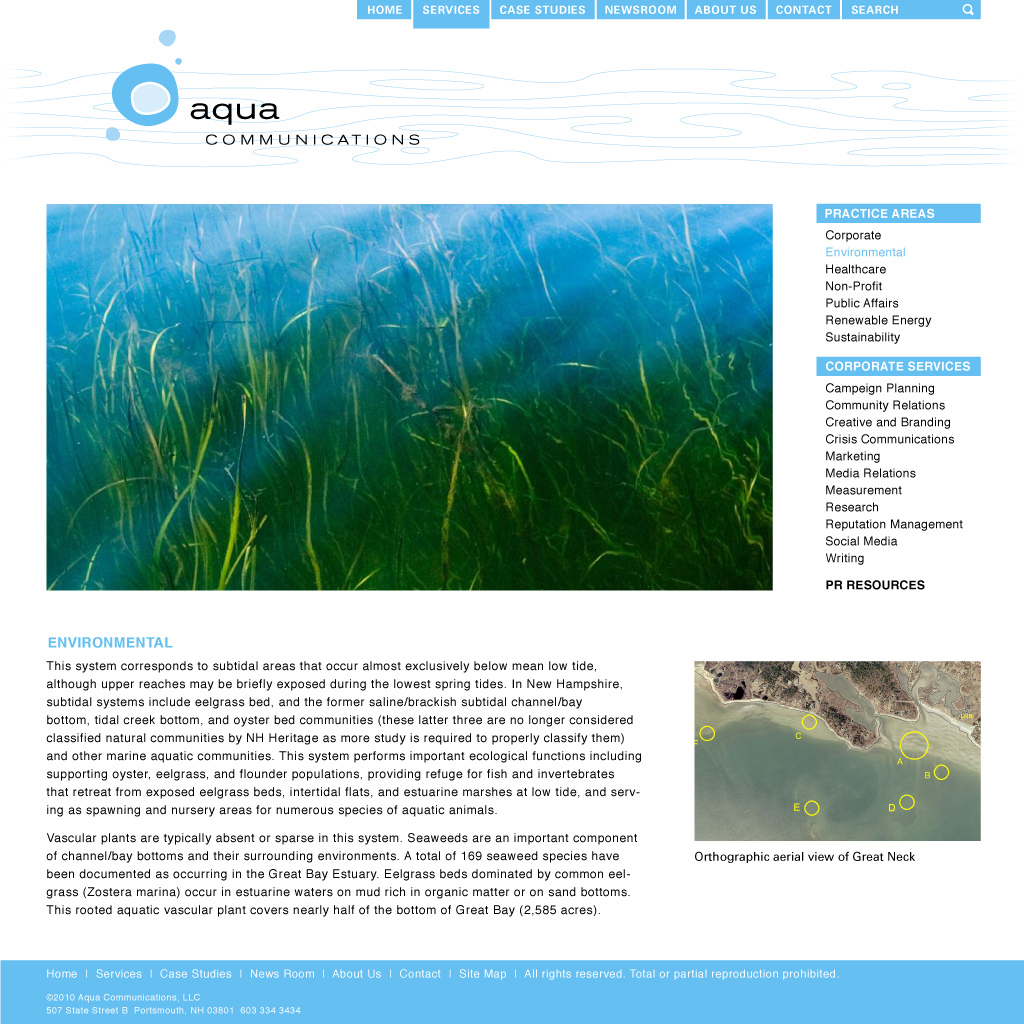 HOME SERVICES CASE STUDIES NEWSROOM ABOUT US CONTACT SEARCH
aqua
COMMUNICATIONS
PRACTICE AREAS
Corporate
Environmental
Healthcare
Non-Profit
Public Affairs
Renewable Energy
Sustainability
CORPORATE SERVICES
Campeign Planning
Community Relations
Creative and Branding
Crisis Communications
Marketing
Media Relations
Measurement
Research
Reputation Management
Social Media
Writing
PR RESOURCES
ENVIRONMENTAL
This system corresponds to subtidal areas that occur almost exclusively below mean low tide,
although upper reaches may be briefly exposed during the lowest spring tides. In New Hampshire,
subtidal systems include eelgrass bed, and the former saline/brackish subtidal channel/bay
bottom, tidal creek bottom, and oyster bed communities (these latter three are no longer considered
classified natural communities by NH Heritage as more study is required to properly classify them)
and other marine aquatic communities. This system performs important ecological functions including
supporting oyster, eelgrass, and flounder populations, providing refuge for fish and invertebrates
that retreat from exposed eelgrass beds, intertidal flats, and estuarine marshes at low tide, and serv-
ing as spawning and nursery areas for numerous species of aquatic animals.
Vascular plants are typically absent or sparse in this system. Seaweeds are an important component
of channel/bay bottoms and their surrounding environments. A total of 169 seaweed species have
been documented as occurring in the Great Bay Estuary. Eelgrass beds dominated by common eel-
grass (Zostera marina) occur in estuarine waters on mud rich in organic matter or on sand bottoms.
This rooted aquatic vascular plant covers nearly half of the bottom of Great Bay (2,585 acres).
C
A
B
E
D
Orthographic aerial view of Great Neck
Home | Services | Case Studies | News Room | About Us | Contact | Site Map | All rights reserved. Total or partial reproduction prohibited.
©2010 Aqua Communications, LLC
507 State Street B Portsmouth, NH 03801 603 334 3434